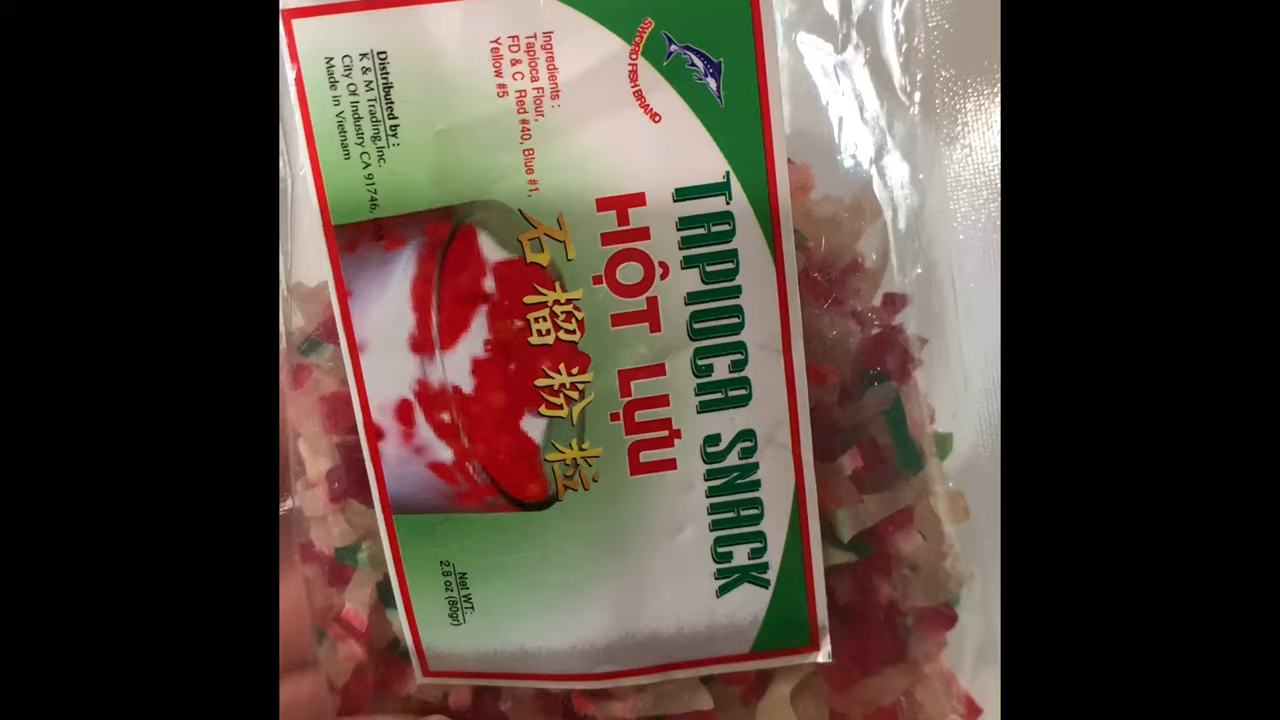 SWORD FISH BRAND
TAPIOCA SNACK
HỘT LỰU
石榴粉粒
Ingredients :
Tapioca Flour,
FD & C Red #40, Blue #1,
Yellow #5
Distributed by :
K & M Trading,Inc.
City Of Industry CA 91746,
Made in Vietnam
Net WT:
2.8 oz (80gr)